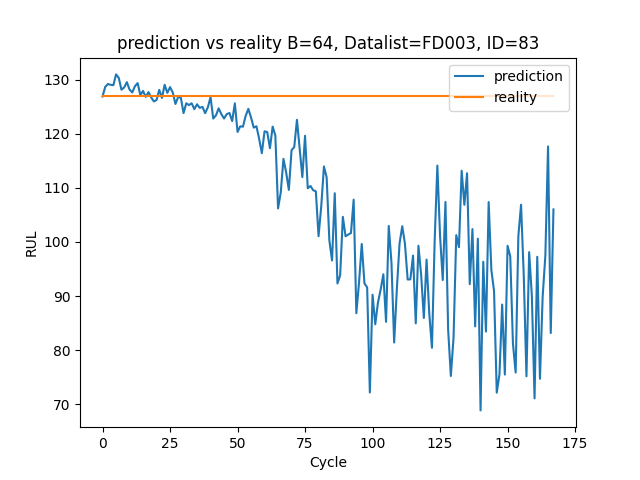 prediction vs reality B=64, Datalist=FD003, ID=83
prediction
reality
RUL
130
120
110
100
90
80
70
0 25 50 75 100 125 150 175
Cycle